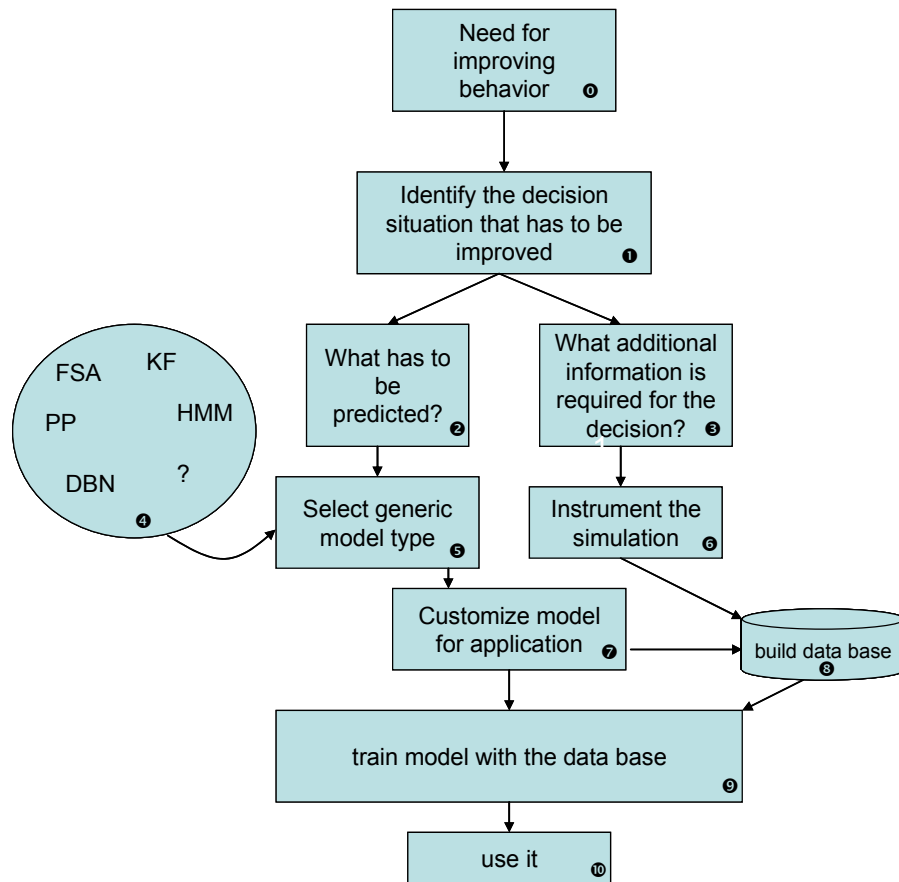 Need for
improving
behavior
⓿
Identify the decision
situation that has to be
improved
❶
What has to
be
predicted?
❷
What additional
information is
required for the
decision?
❸
1
FSA
KF
PP
HMM
DBN
?
❹
Select generic
model type
❺
Instrument the
simulation
❻
Customize model
for application
❼
build data base
❽
train model with the data base
❾
use it
❿